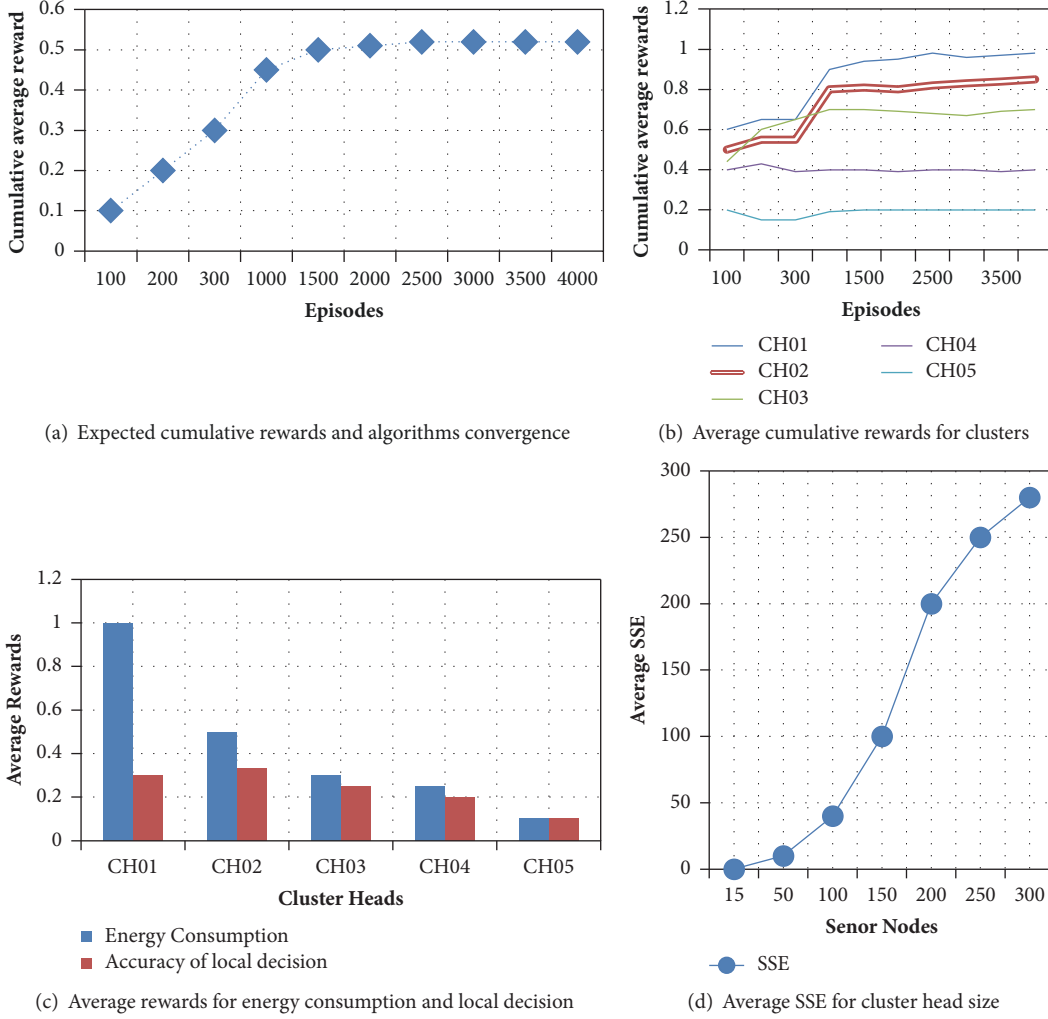 Cumulative average reward
0.6
0.5
0.4
0.3
0.2
0.1
0
100 200 300 1000 1500 2000 2500 3000 3500 4000
Episodes
(a) Expected cumulative rewards and algorithms convergence
Cumulative average reward
1.2
1
0.8
0.6
0.4
0.2
0
100 300 1500 2500 3500
Episodes
CH01
CH02
CH03
CH04
CH05
(b) Average cumulative rewards for clusters
Average Rewards
1.2
1
0.8
0.6
0.4
0.2
0
CH01 CH02 CH03 CH04 CH05
Cluster Heads
Energy Consumption
Accuracy of local decision
(c) Average rewards for energy consumption and local decision
Average SSE
300
250
200
150
100
50
0
15 50 100 150 200 250 300
Senor Nodes
SSE
(d) Average SSE for cluster head size